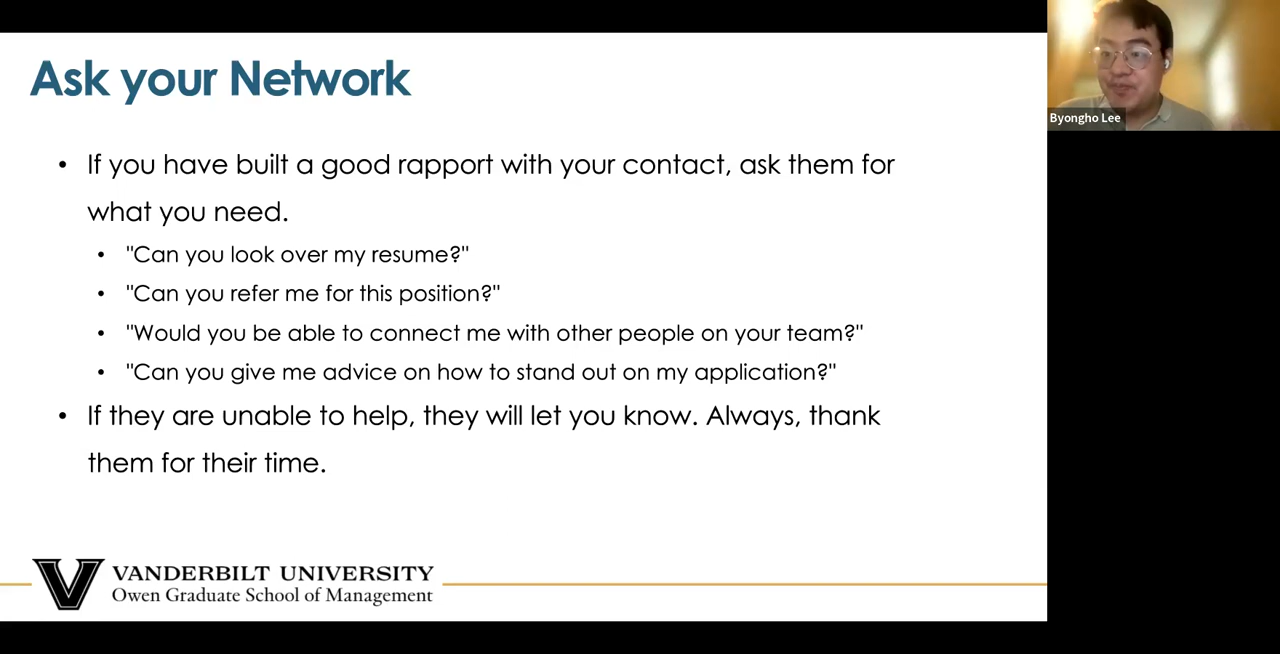 Ask your Network
• If you have built a good rapport with your contact, ask them for
what you need.
• "Can you look over my resume?"
• "Can you refer me for this position?"
• "Would you be able to connect me with other people on your team?"
• "Can you give me advice on how to stand out on my application?"
• If they are unable to help, they will let you know. Always, thank
them for their time.
V VANDERBILT UNIVERSITY
Owen Graduate School of Management
Byongho Lee